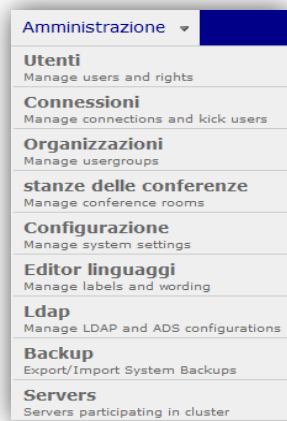 Amministrazione
Utenti
Manage users and rights
Connessioni
Manage connections and kick users
Organizzazioni
Manage usergroups
stanze delle conferenze
Manage conference rooms
Configurazione
Manage system settings
Editor linguaggi
Manage labels and wording
Ldap
Manage LDAP and ADS configurations
Backup
Export/Import System Backups
Servers
Servers participating in cluster